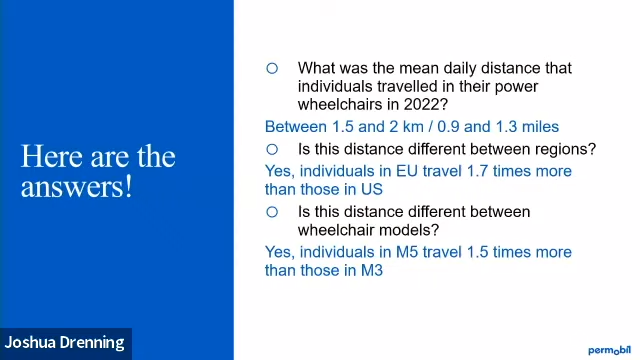 Here are the
answers!
What was the mean daily distance that
individuals travelled in their power
wheelchairs in 2022?
Between 1.5 and 2 km / 0.9 and 1.3 miles
Is this distance different between regions?
Yes, individuals in EU travel 1.7 times more
than those in US
Is this distance different between
wheelchair models?
Yes, individuals in M5 travel 1.5 times more
than those in M3
Joshua Drenning
permobil